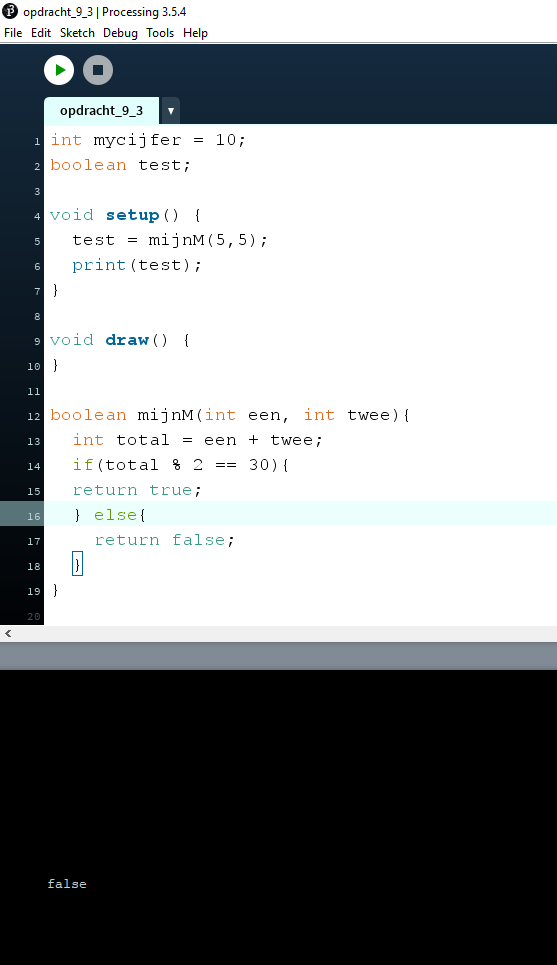 opdracht_9_3 | Processing 3.5.4
File Edit Sketch Debug Tools Help
opdracht_9_3 ▼
1 int mycijfer = 10;
2 boolean test;
3
4 void setup() {
5   test = mijnM(5,5);
6   print(test);
7 }
8
9 void draw() {
10 }
11
12 boolean mijnM(int een, int twee){
13   int total = een + twee;
14   if(total % 2 == 30){
15   return true;
16   } else{
17     return false;
18   }
19 }
20
false